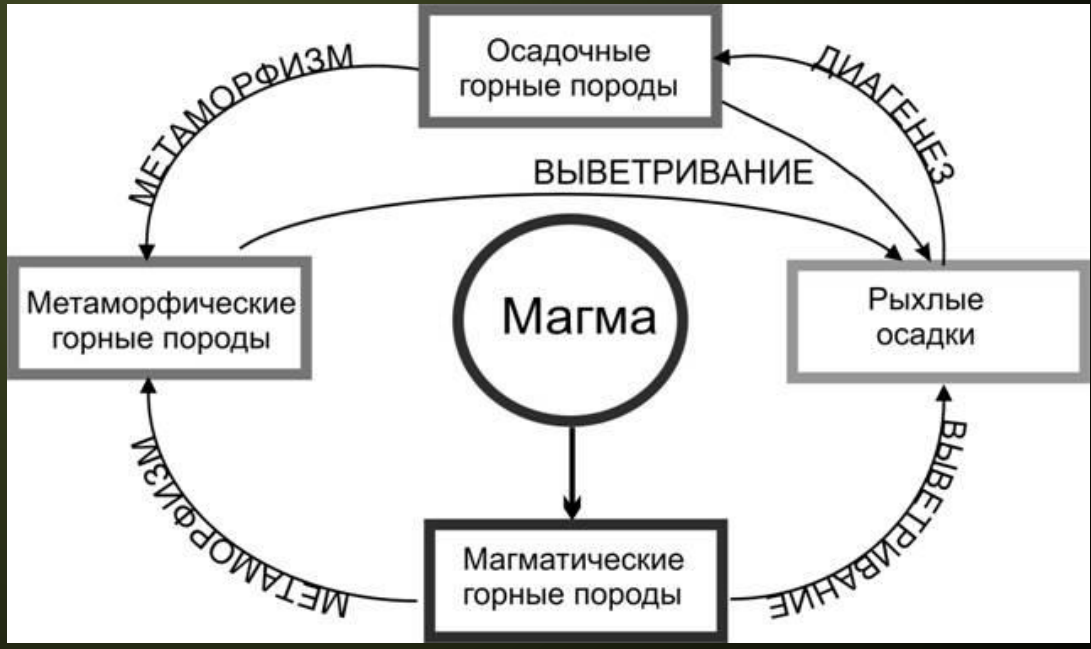 Осадочные
горные породы
МЕТАМОРФИЗМ
ДИАГЕНЕЗ
ВЫВЕТРИВАНИЕ
Метаморфические
горные породы
Магма
Рыхлые
осадки
МЕТАМОРФИЗМ
ВЫВЕТРИВАНИЕ
Магматические
горные породы